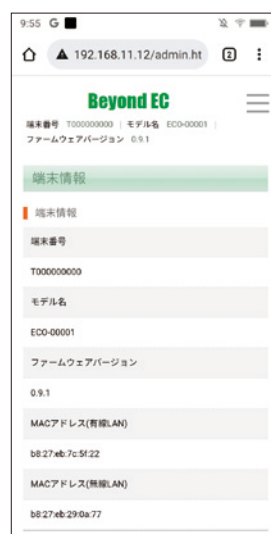 9:55 G
192.168.11.12/admin.ht 2
Beyond EC
端末番号 T000000000 | モデル名 EC0-00001 |
ファームウェアバージョン 0.9.1
端末情報
端末情報
端末番号
T000000000
モデル名
EC0-00001
ファームウェアバージョン
0.9.1
MACアドレス(有線LAN)
b8:27:eb:7c:5f:22
MACアドレス(無線LAN)
b8:27:eb:29:0a:77